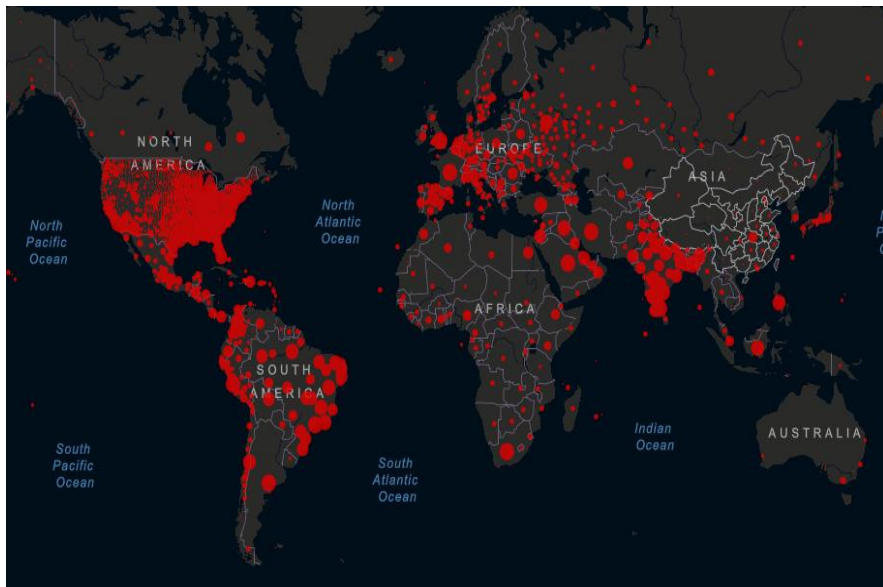 NORTH
AMERICA
EUROPE
ASIA
North
Pacific
Ocean
North
Atlantic
Ocean
AFRICA
SOUTH
AMERICA
South
Pacific
Ocean
South
Atlantic
Ocean
Indian
Ocean
AUSTRALIA